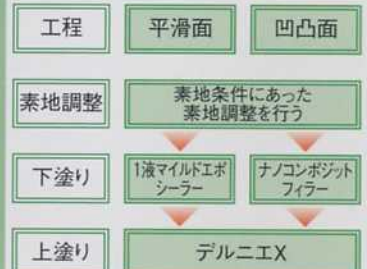 工程 平滑面 凹凸面
素地調整 素地条件にあった
素地調整を行う
下塗り 1液マイルドエポ
シーラー ナノコンポジット
フィラー
上塗り デルニエX